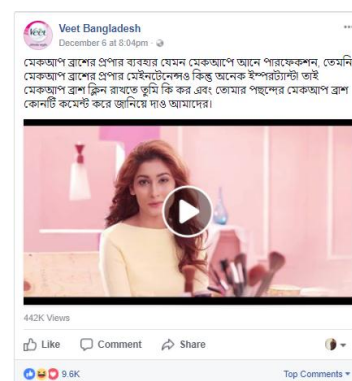 Veet Bangladesh
December 6 at 8:04pm
মেকআপ ব্রাশের প্রপার ব্যবহার যেমন মেকআপে আনে পারফেকশন, তেমনি
মেকআপ ব্রাশের প্রপার মেইনটেনেন্সও কিন্তু অনেক ইম্পরট্যান্ট! তাই
মেকআপ ব্রাশ ক্লিন রাখতে তুমি কি কর এবং তোমার পছন্দের মেকআপ ব্রাশ
কোনটি কমেন্ট করে জানিয়ে দাও আমাদের।
442K Views
Like Comment Share
9.6K Top Comments